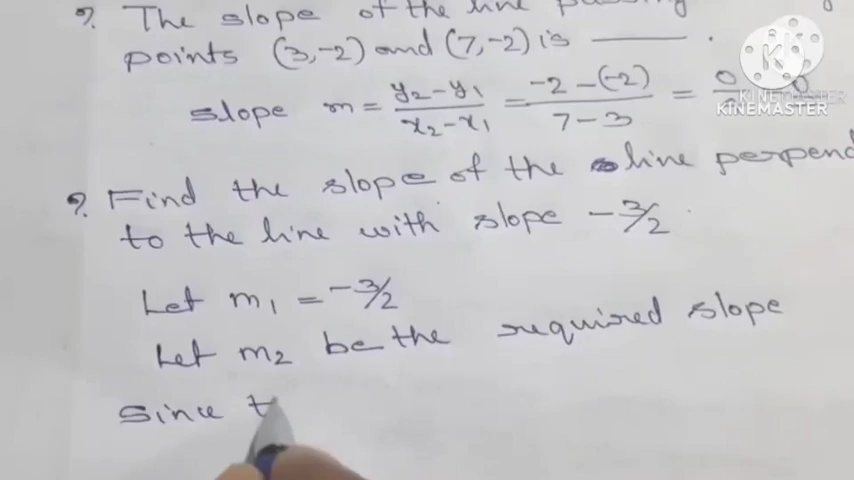 ? The slope of the line passing
points (3,-2) and (7,-2) is ———.
slope m = y₂-y₁/x₂-x₁ = -2-(-2)/7-3 = 0
? Find the slope of the line perpend
to the line with slope -3/2
Let m₁ = -3/2
Let m₂ be the required slope
since t
KINEMASTER
KINEMASTER